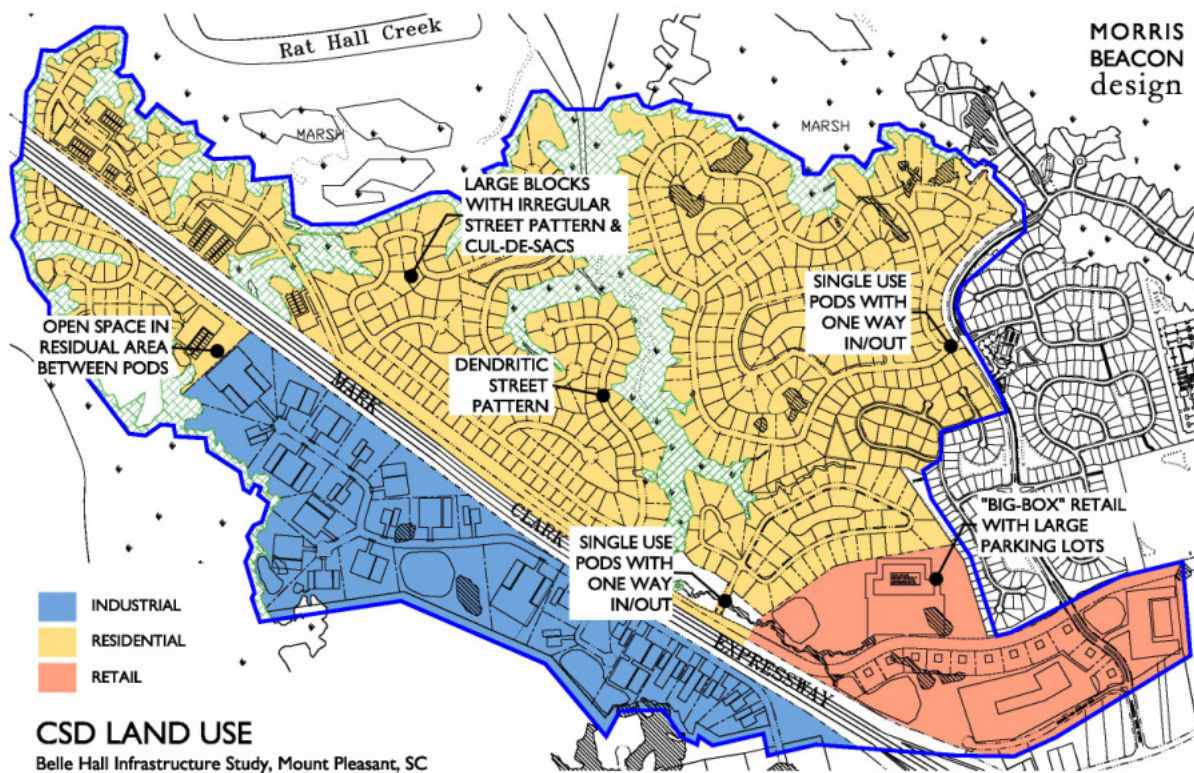 Rat Hall Creek
MORRIS
BEACON
design
MARSH
MARSH
LARGE BLOCKS
WITH IRREGULAR
STREET PATTERN &
CUL-DE-SACS
SINGLE USE
PODS WITH
ONE WAY
IN/OUT
OPEN SPACE IN
RESIDUAL AREA
BETWEEN PODS
DENDRITIC
STREET
PATTERN
MARK
CLARK
EXPRESSWAY
"BIG-BOX" RETAIL
WITH LARGE
PARKING LOTS
SINGLE USE
PODS WITH
ONE WAY
IN/OUT
INDUSTRIAL
RESIDENTIAL
RETAIL
CSD LAND USE
Belle Hall Infrastructure Study, Mount Pleasant, SC